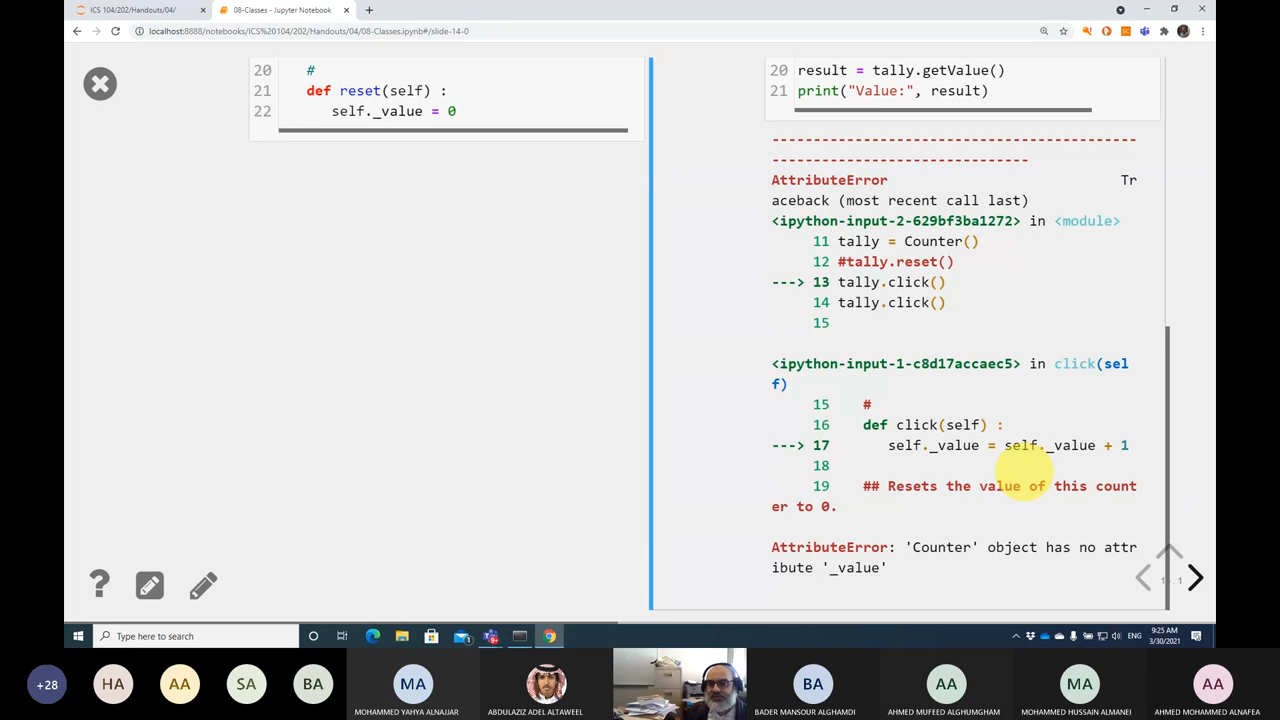 ICS 104/202/Handouts/04/
08-Classes - Jupyter Notebook
localhost:8888/notebooks/ICS%20104/202/Handouts/04/08-Classes.ipynb#/slide-14-0
20 #
21 def reset(self) :
22 self._value = 0
20 result = tally.getValue()
21 print("Value:", result)
-------------------------------------------
-----------------------------
AttributeError Tr
aceback (most recent call last)
<ipython-input-2-629bf3ba1272> in <module>
11 tally = Counter()
12 #tally.reset()
---> 13 tally.click()
14 tally.click()
15
<ipython-input-1-c8d17accaec5> in click(sel
f)
15 #
16 def click(self) :
---> 17 self._value = self._value + 1
18
19 ## Resets the value of this count
er to 0.
AttributeError: 'Counter' object has no attr
ibute '_value'
Type here to search
ENG
9:25 AM
3/30/2021
+28
HA
AA
SA
BA
MA
MOHAMMED YAHYA ALNAJJAR
ABDULAZIZ ADEL ALTAWEEL
BA
BADER MANSOUR ALGHAMDI
AA
AHMED MUFEED ALGHUMGHAM
MA
MOHAMMED HUSSAIN ALMANEI
AA
AHMED MOHAMMED ALNAFEA